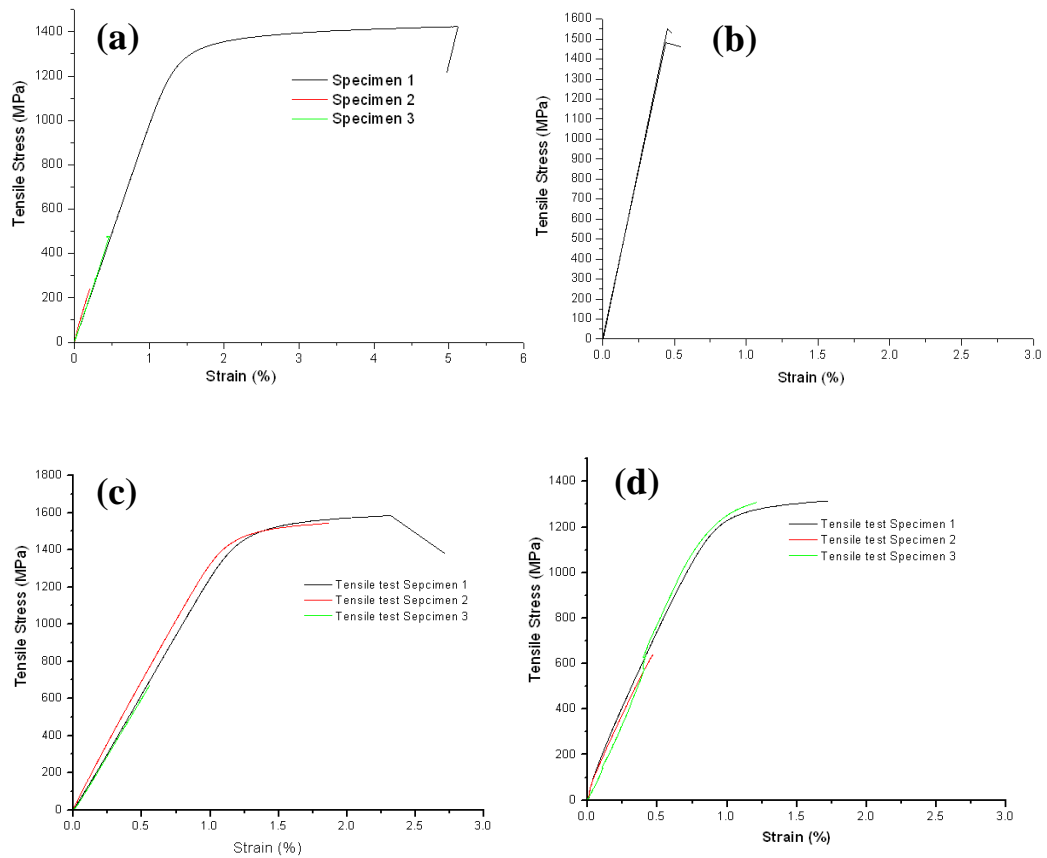 (a)
Tensile Stress (MPa)
1400
1200
1000
800
600
400
200
0
Specimen 1
Specimen 2
Specimen 3
0 1 2 3 4 5 6
Strain (%)
(b)
Tensile Stress (MPa)
1600
1500
1400
1300
1200
1100
1000
900
800
700
600
500
400
300
200
100
0
0.0 0.5 1.0 1.5 2.0 2.5 3.0
Strain (%)
(c)
Tensile Stress (MPa)
1800
1600
1400
1200
1000
800
600
400
200
0
Tensile test Sepcimen 1
Tensile test Sepcimen 2
Tensile test Sepcimen 3
0.0 0.5 1.0 1.5 2.0 2.5 3.0
Strain (%)
(d)
Tensile Stress (MPa)
1400
1200
1000
800
600
400
200
0
Tensile test Specimen 1
Tensile test Specimen 2
Tensile test Specimen 3
0.0 0.5 1.0 1.5 2.0 2.5 3.0
Strain (%)